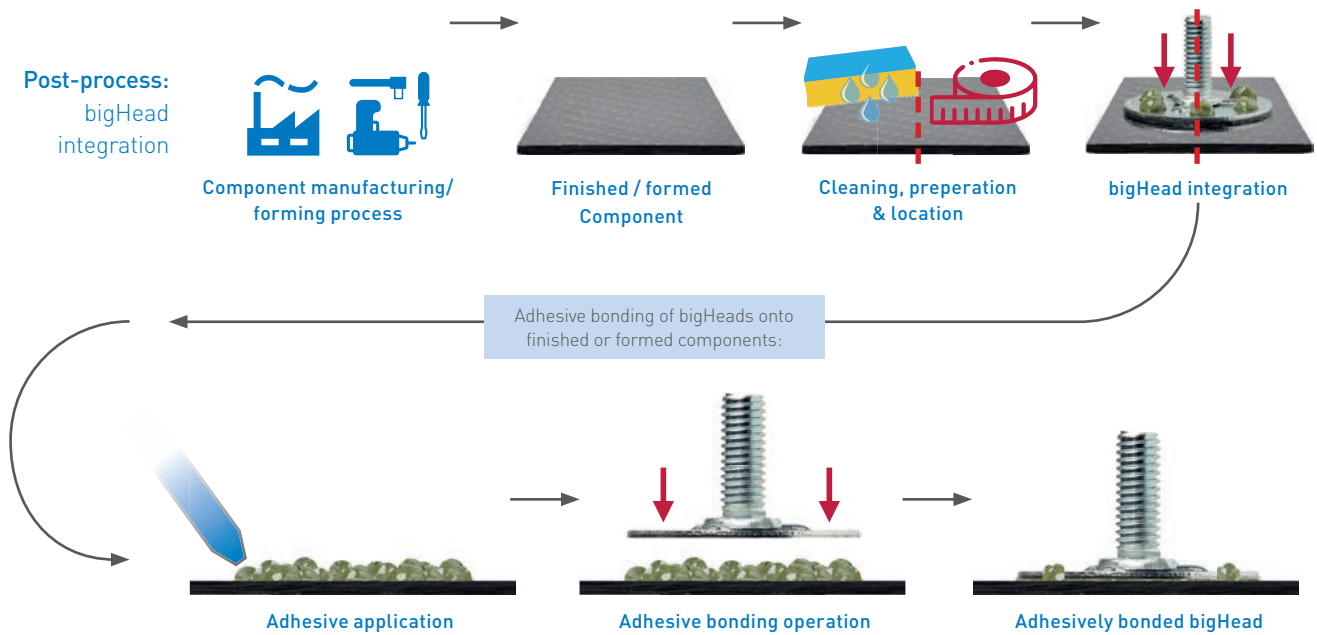 Post-process:
bigHead
integration
Component manufacturing/
forming process
Finished / formed
Component
Cleaning, preperation
& location
bigHead integration
Adhesive bonding of bigHeads onto
finished or formed components:
Adhesive application
Adhesive bonding operation
Adhesively bonded bigHead